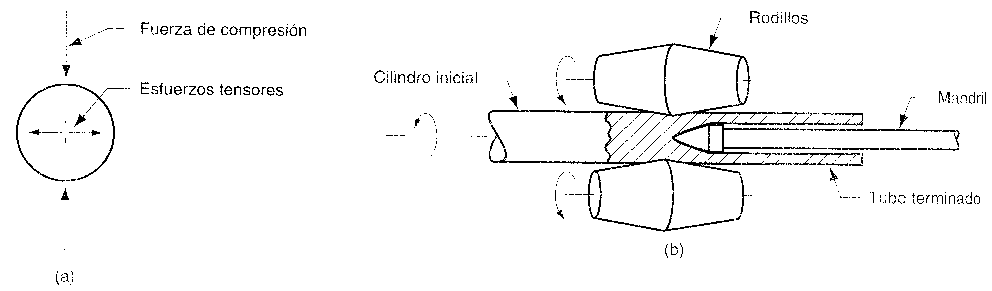 Fuerza de compresión
Esfuerzos tensores
(a)
Rodillos
Cilindro inicial
Mandril
Tubo terminado
(b)